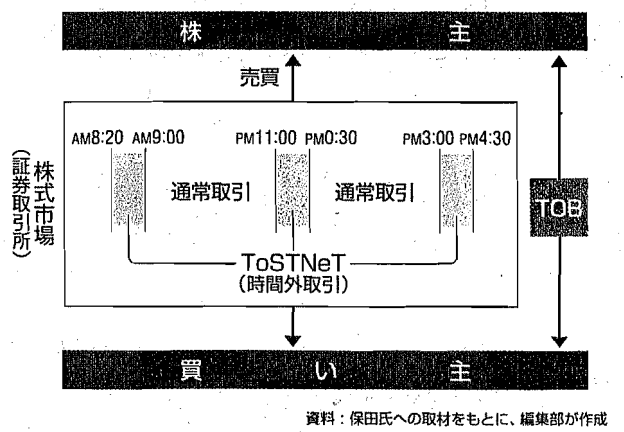 株主
売買
AM8:20 AM9:00 PM11:00 PM0:30 PM3:00 PM4:30
株式市場
(証券取引所)
通常取引 通常取引
TOB
ToSTNeT
(時間外取引)
買い主
資料：保田氏への取材をもとに、編集部が作成